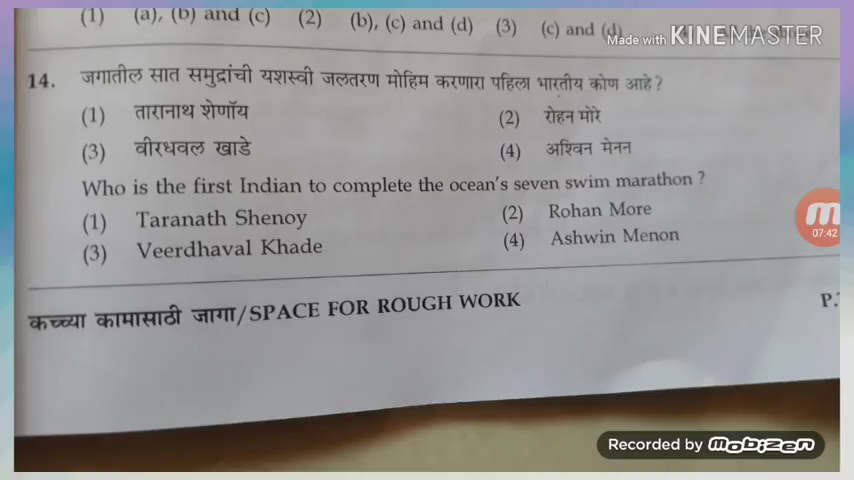 (1) (a), (b) and (c) (2) (b), (c) and (d) (3) (c) and (d)
Made with KINEMASTER
14. जगातील सात समुद्रांची यशस्वी जलतरण मोहिम करणारा पहिला भारतीय कोण आहे ?
(1) तारानाथ शेणॉय (2) रोहन मोरे
(3) वीरधवल खाडे (4) अश्विन मेनन
Who is the first Indian to complete the ocean's seven swim marathon ?
(1) Taranath Shenoy (2) Rohan More
(3) Veerdhaval Khade (4) Ashwin Menon
07:42
कच्च्या कामासाठी जागा/SPACE FOR ROUGH WORK
P.
Recorded by mobizen